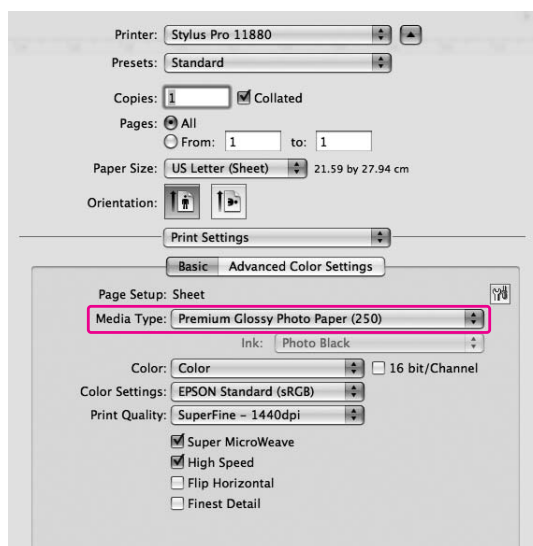 Printer: Stylus Pro 11880
Presets: Standard
Copies: 1 Collated
Pages: All
From: 1 to: 1
Paper Size: US Letter (Sheet) 21.59 by 27.94 cm
Orientation:
Print Settings
Basic Advanced Color Settings
Page Setup: Sheet
Media Type: Premium Glossy Photo Paper (250)
Ink: Photo Black
Color: Color 16 bit/Channel
Color Settings: EPSON Standard (sRGB)
Print Quality: SuperFine – 1440dpi
Super MicroWeave
High Speed
Flip Horizontal
Finest Detail